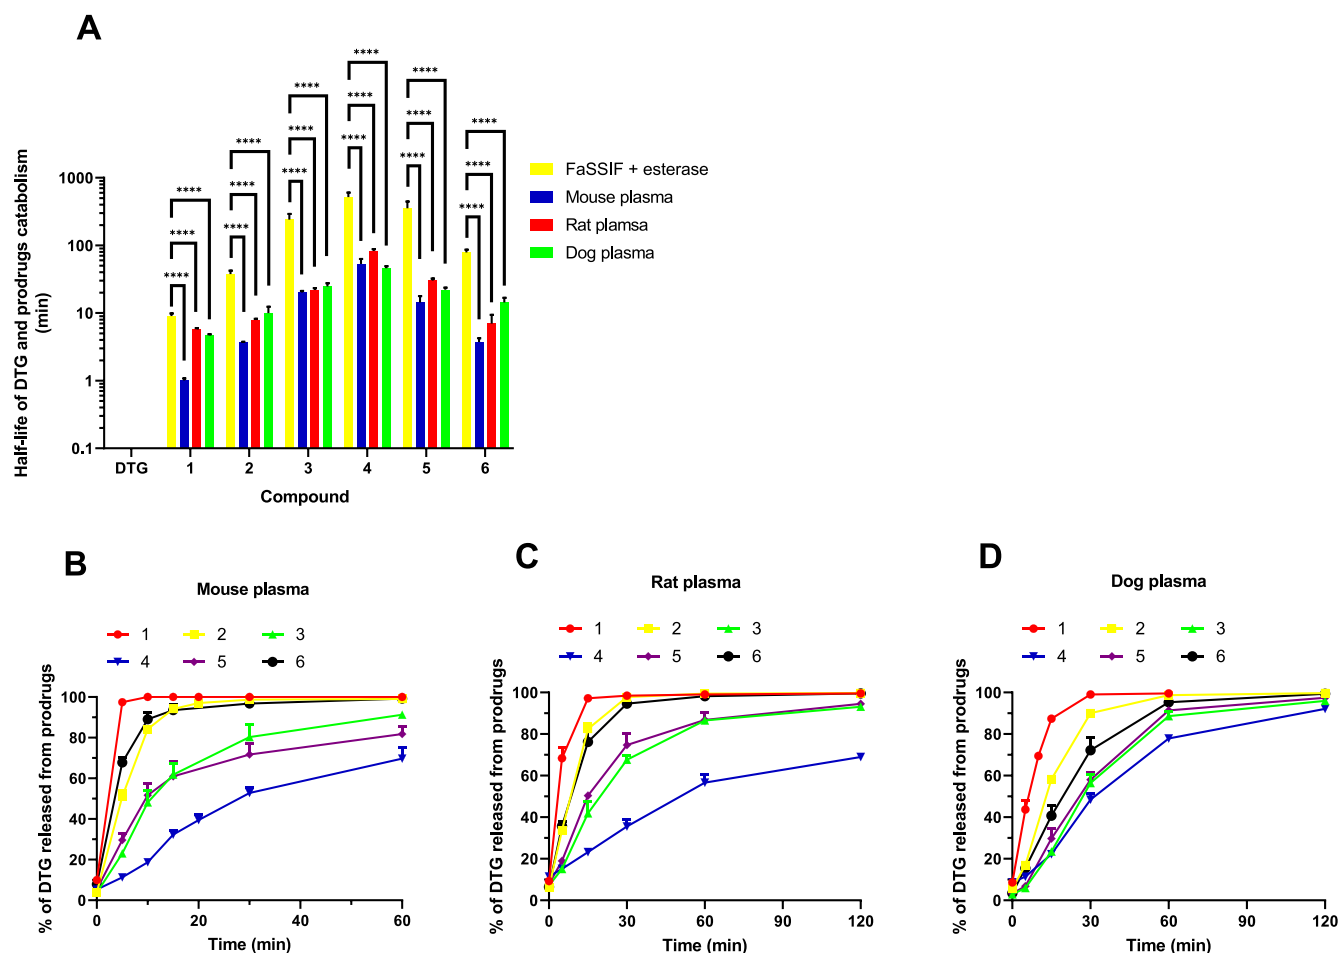 A
**** **** **** **** **** ****
**** **** **** **** **** ****
**** **** **** **** **** ****
Half-life of DTG and prodrugs catabolism
(min)
1000
100
10
1
0.1
DTG 1 2 3 4 5 6
Compound
FaSSIF + esterase
Mouse plasma
Rat plamsa
Dog plasma
B
Mouse plasma
1 2 3
4 5 6
% of DTG released from prodrugs
100
80
60
40
20
0
0 20 40 60
Time (min)
C
Rat plasma
1 2 3
4 5 6
% of DTG released from prodrugs
100
80
60
40
20
0
0 30 60 90 120
Time (min)
D
Dog plasma
1 2 3
4 5 6
% of DTG released from prodrugs
100
80
60
40
20
0
0 30 60 90 120
Time (min)